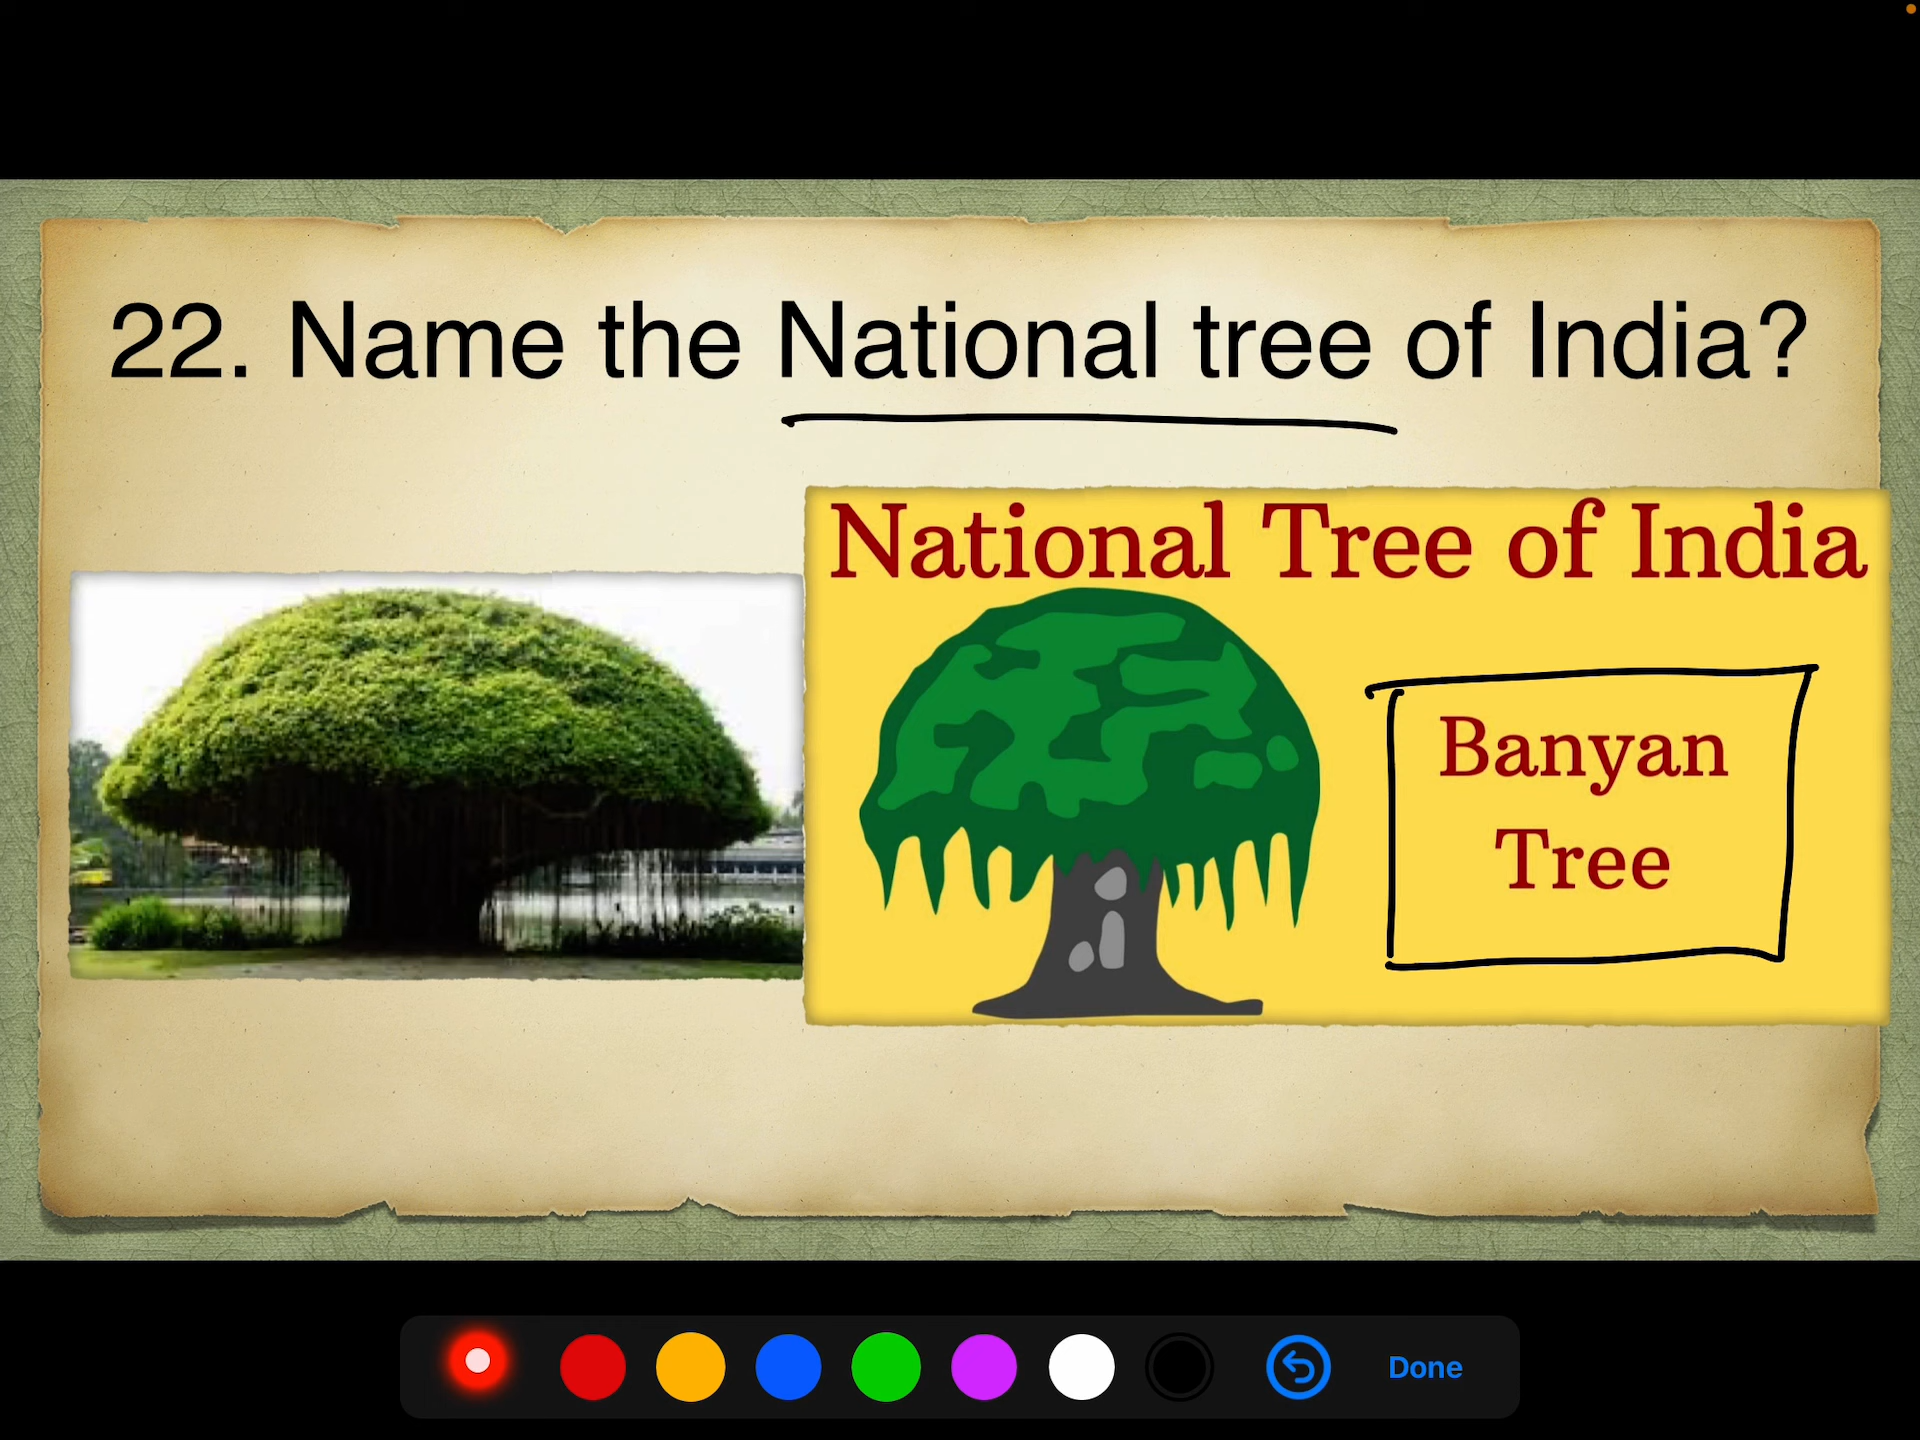 22. Name the National tree of India?
National Tree of India
Banyan
Tree
Done